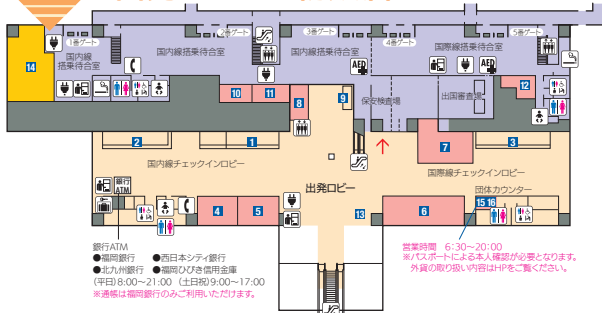 1番ゲート
2番ゲート
3番ゲート
4番ゲート
5番ゲート
国内線
搭乗待合室
国内線搭乗待合室
国内線搭乗待合室
国際線搭乗待合室
14
AED
AED
10
11
8
9
保安検査場
出国審査場
12
2
1
7
3
国内線チェックインロビー
国際線チェックインロビー
出発ロビー
団体カウンター
銀行
ATM
4
5
13
6
15 16
銀行ATM
●福岡銀行 ●西日本シティ銀行
●北九州銀行 ●福岡ひびき信用金庫
(平日)8:00～21:00 (土日祝)9:00～17:00
※通帳は福岡銀行のみご利用いただけます。
営業時間 6:30～20:00
※パスポートによる本人確認が必要となります。
外貨の取り扱い内容はHPをご覧ください。